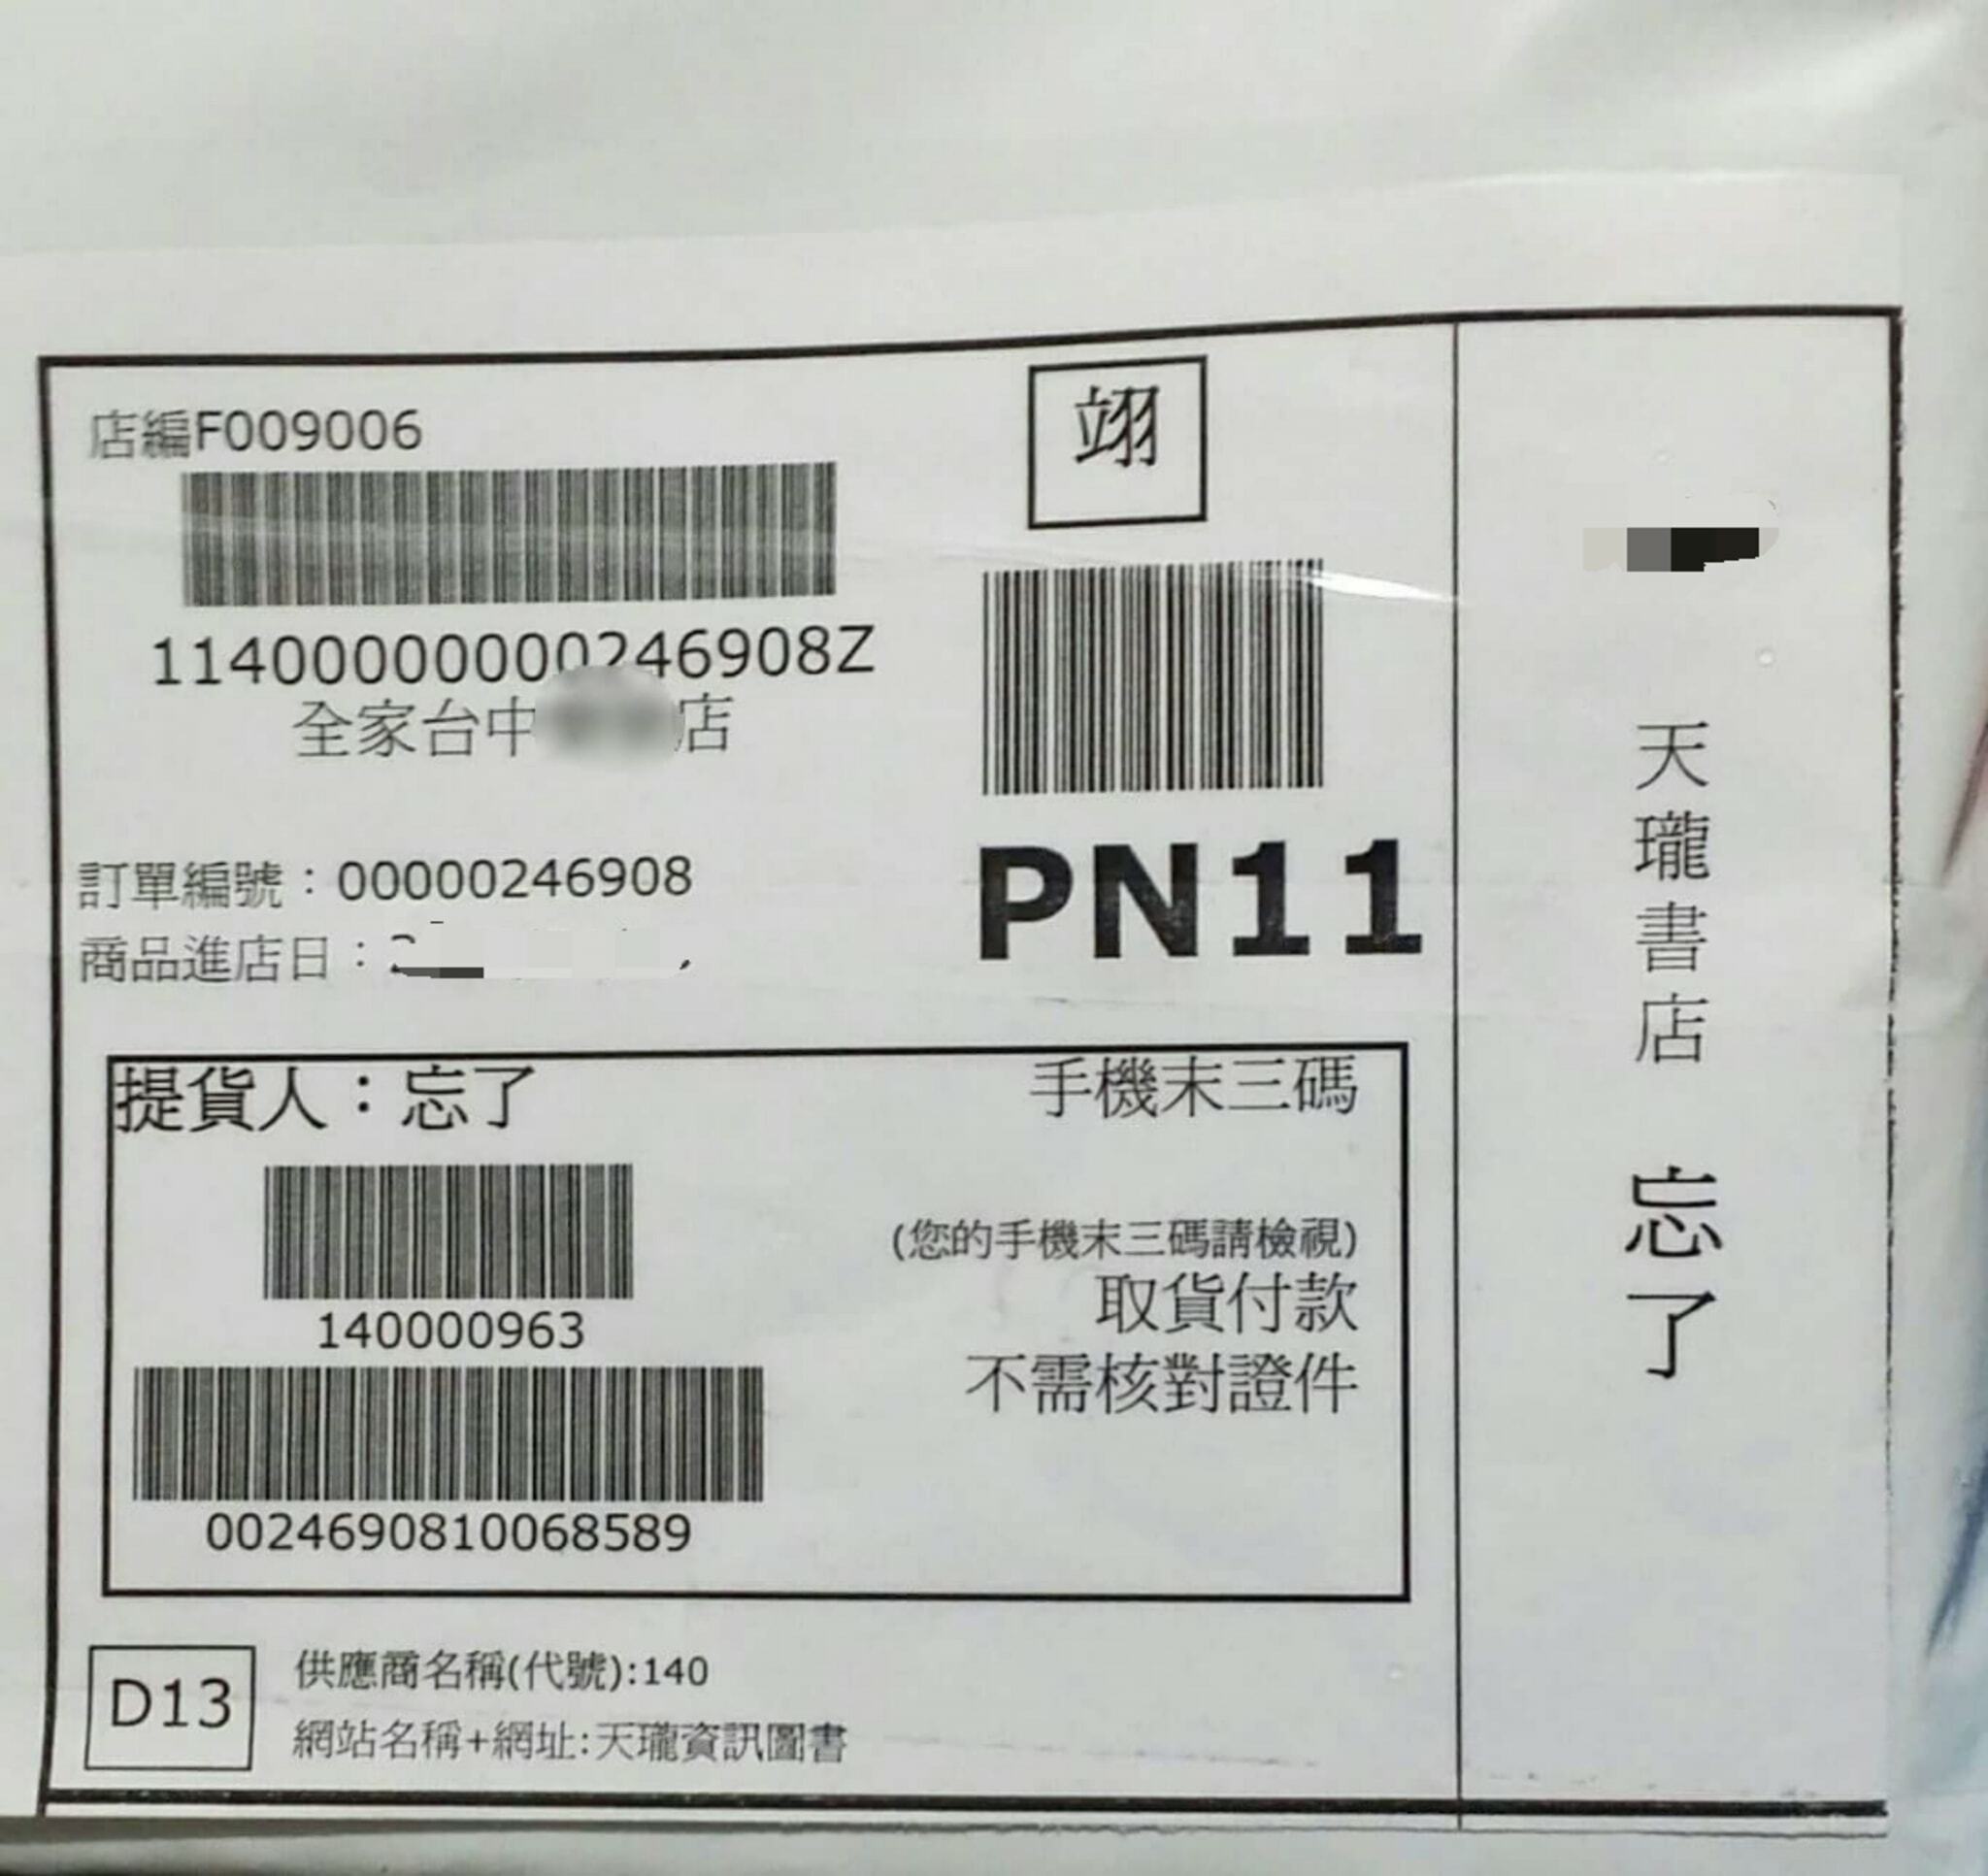 店編F009006
翊
1140000000000246908Z
全家台中 店
訂單編號：00000246908
商品進店日：
PN11
提貨人：忘了
手機末三碼
140000963
(您的手機末三碼請檢視)
取貨付款
不需核對證件
0024690810068589
D13
供應商名稱(代號):140
網站名稱+網址:天瓏資訊圖書
天瓏書店 忘了